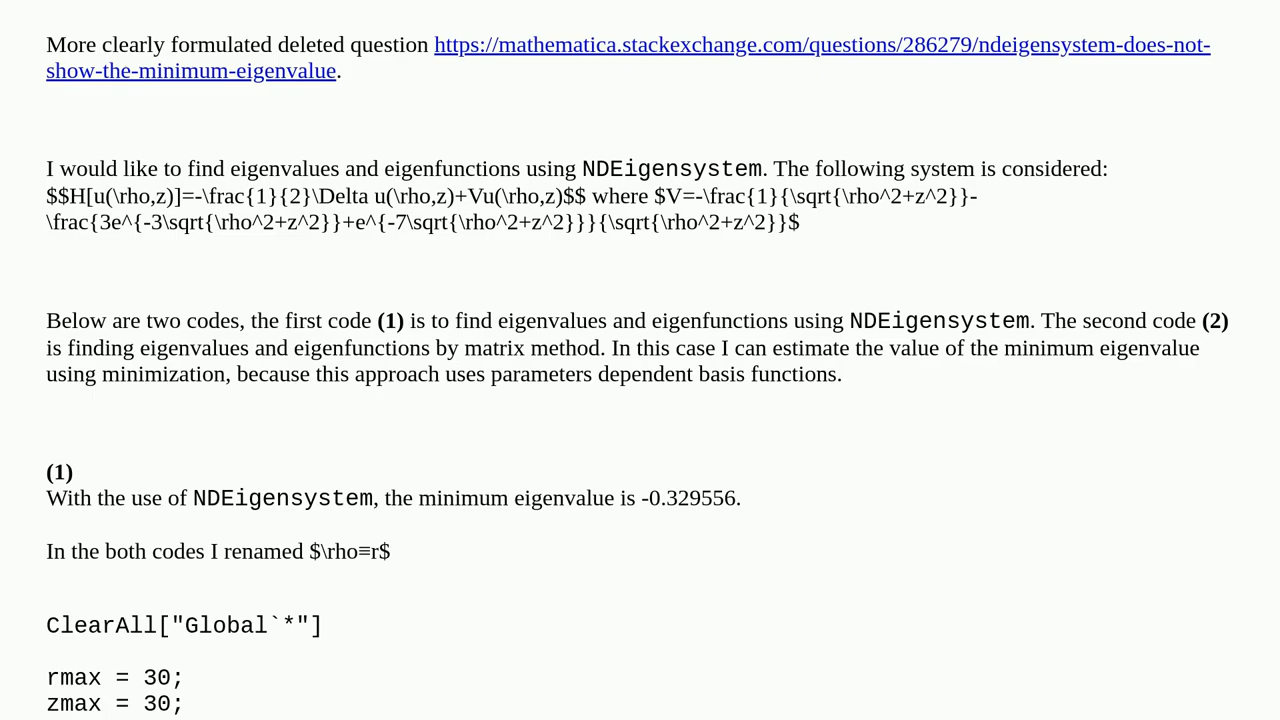 More clearly formulated deleted question https://mathematica.stackexchange.com/questions/286279/ndeigensystem-does-not-
show-the-minimum-eigenvalue.
I would like to find eigenvalues and eigenfunctions using NDEigensystem. The following system is considered:
$$H[u(\rho,z)]=-\frac{1}{2}\Delta u(\rho,z)+Vu(\rho,z)$$ where $V=-\frac{1}{\sqrt{\rho^2+z^2}}-
\frac{3e^{-3\sqrt{\rho^2+z^2}}+e^{-7\sqrt{\rho^2+z^2}}}{\sqrt{\rho^2+z^2}}$
Below are two codes, the first code (1) is to find eigenvalues and eigenfunctions using NDEigensystem. The second code (2)
is finding eigenvalues and eigenfunctions by matrix method. In this case I can estimate the value of the minimum eigenvalue
using minimization, because this approach uses parameters dependent basis functions.
(1)
With the use of NDEigensystem, the minimum eigenvalue is -0.329556.
In the both codes I renamed $\rho≡r$
ClearAll["Global`*"]
rmax = 30;
zmax = 30;